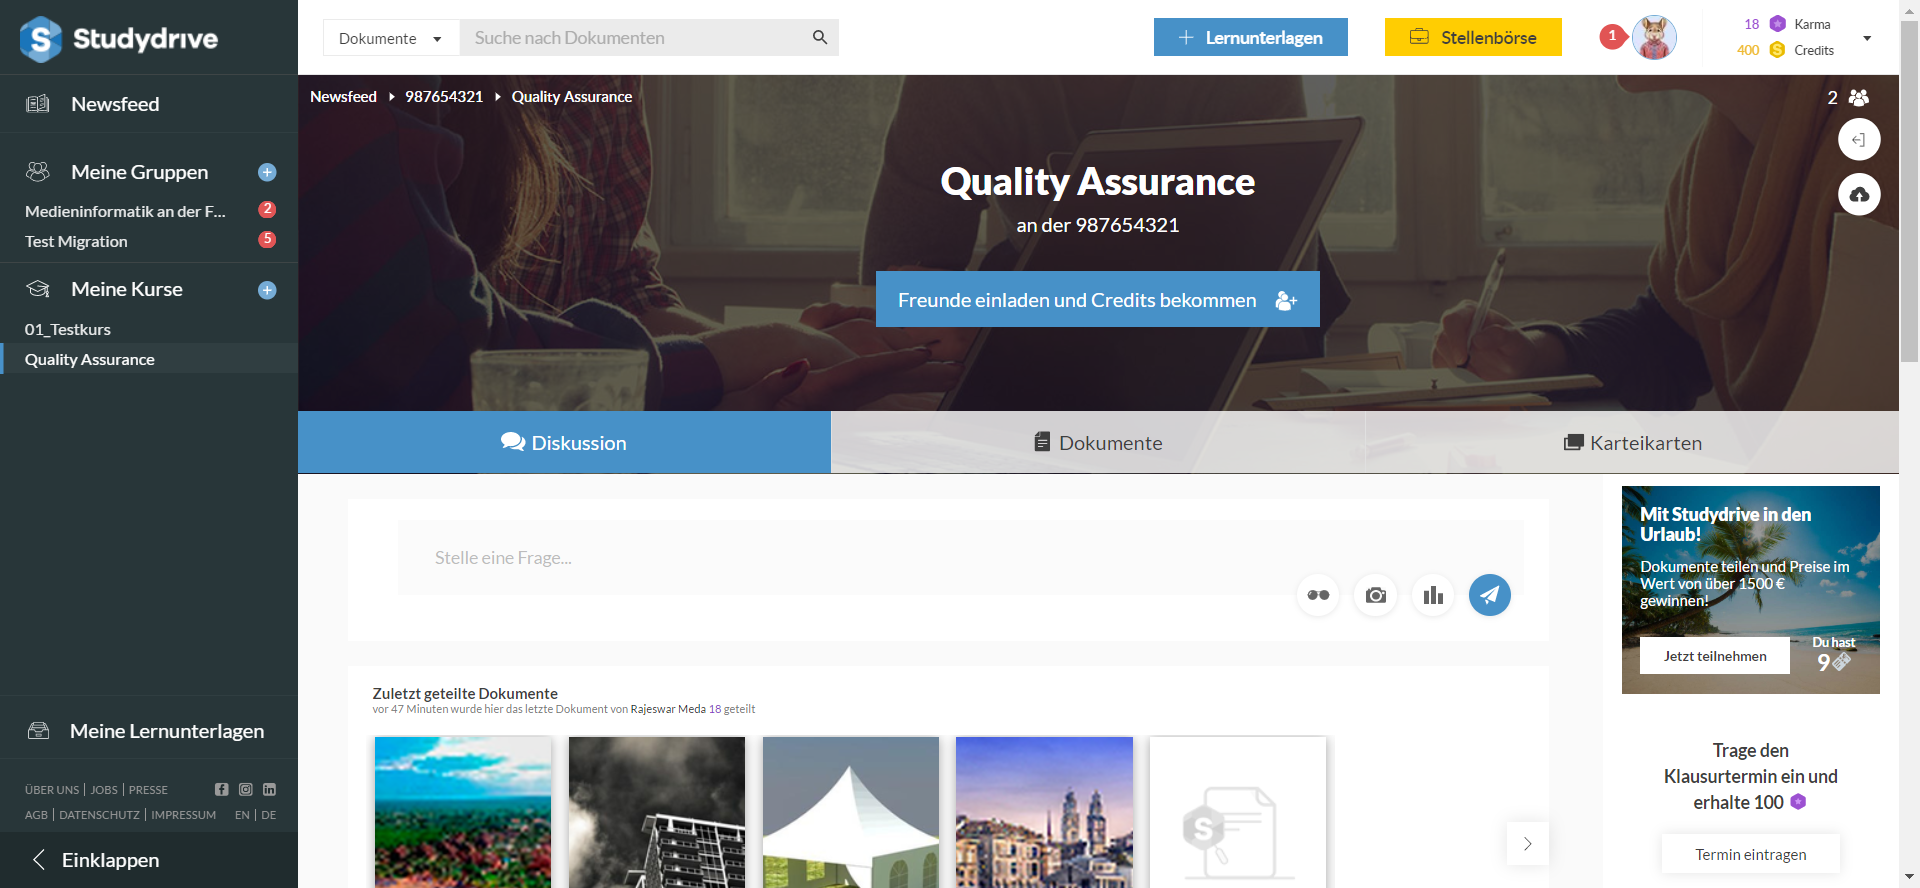 Studydrive
Dokumente
Suche nach Dokumenten
Lernunterlagen
Stellenbörse
1
18 Karma
400 Credits
Newsfeed
Meine Gruppen
Medieninformatik an der F... 2
Test Migration 5
Meine Kurse
01_Testkurs
Quality Assurance
Meine Lernunterlagen
ÜBER UNS | JOBS | PRESSE
AGB | DATENSCHUTZ | IMPRESSUM EN | DE
Einklappen
Newsfeed 987654321 Quality Assurance
2
Quality Assurance
an der 987654321
Freunde einladen und Credits bekommen
Diskussion
Dokumente
Karteikarten
Stelle eine Frage...
Zuletzt geteilte Dokumente
vor 47 Minuten wurde hier das letzte Dokument von Rajeswar Meda 18 geteilt
Mit Studydrive in den
Urlaub!
Dokumente teilen und Preise im
Wert von über 1500 €
gewinnen!
Jetzt teilnehmen
Du hast
9
Trage den
Klausurtermin ein und
erhalte 100
Termin eintragen